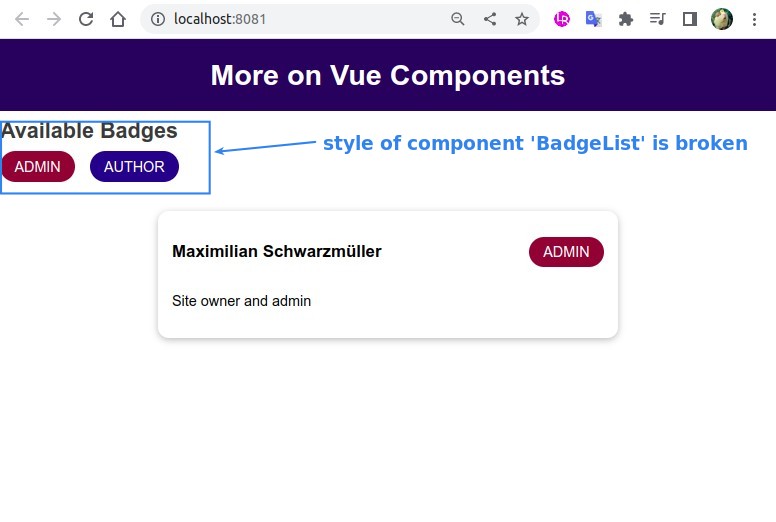 localhost:8081
More on Vue Components
Available Badges
ADMIN
AUTHOR
style of component 'BadgeList' is broken
Maximilian Schwarzmüller
ADMIN
Site owner and admin